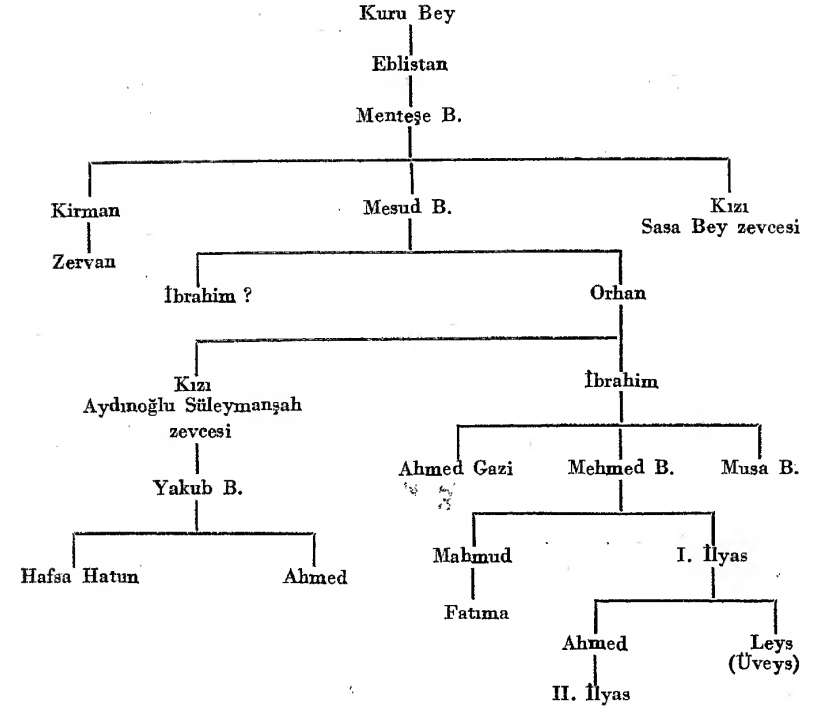 Kuru Bey
Eblistan
Menteşe B.
Kirman
Mesud B.
Kızı
Sasa Bey zevcesi
Zervan
İbrahim ?
Orhan
Kızı
Aydınoğlu Süleymanşah
zevcesi
İbrahim
Ahmed Gazi
Mehmed B.
Musa B.
Yakub B.
Hafsa Hatun
Ahmed
Mahmud
I. İlyas
Fatıma
Ahmed
Leys
(Üveys)
II. İlyas